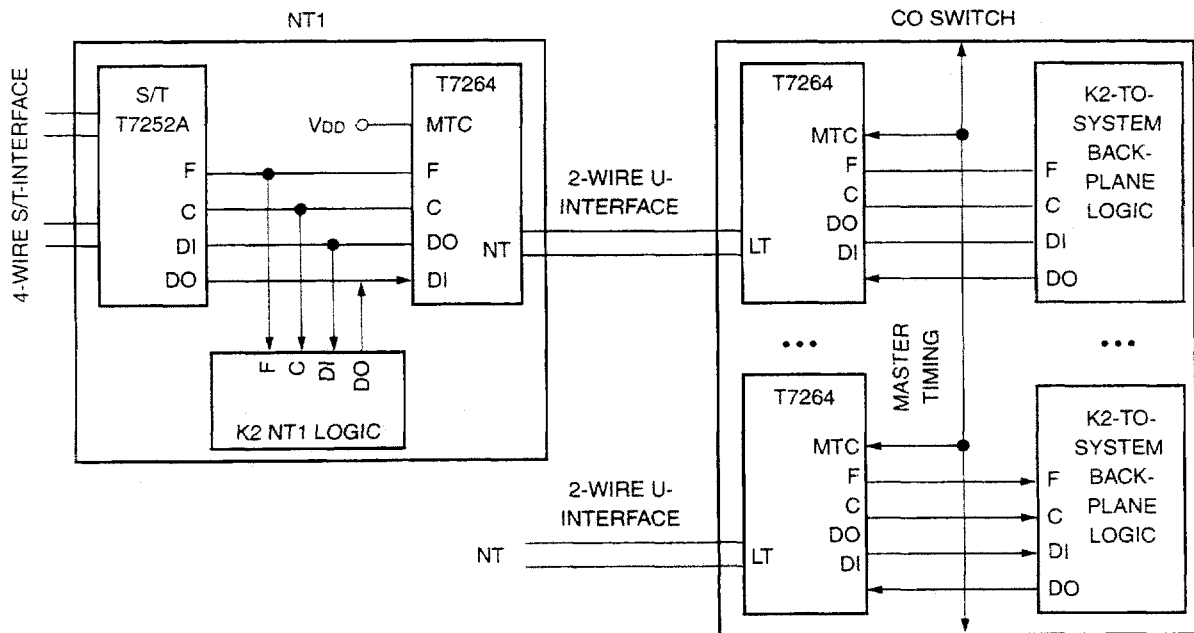 NT1
CO SWITCH
4-WIRE S/T-INTERFACE
S/T
T7252A
F
C
DI
DO
VDD
T7264
MTC
F
C
DO
DI
NT
F
C
DI
DO
K2 NT1 LOGIC
2-WIRE U-
INTERFACE
T7264
MTC
F
C
DO
DI
LT
K2-TO-
SYSTEM
BACK-
PLANE
LOGIC
F
C
DI
DO
MASTER
TIMING
2-WIRE U-
INTERFACE
NT
T7264
MTC
F
C
DO
DI
LT
K2-TO-
SYSTEM
BACK-
PLANE
LOGIC
F
C
DI
DO